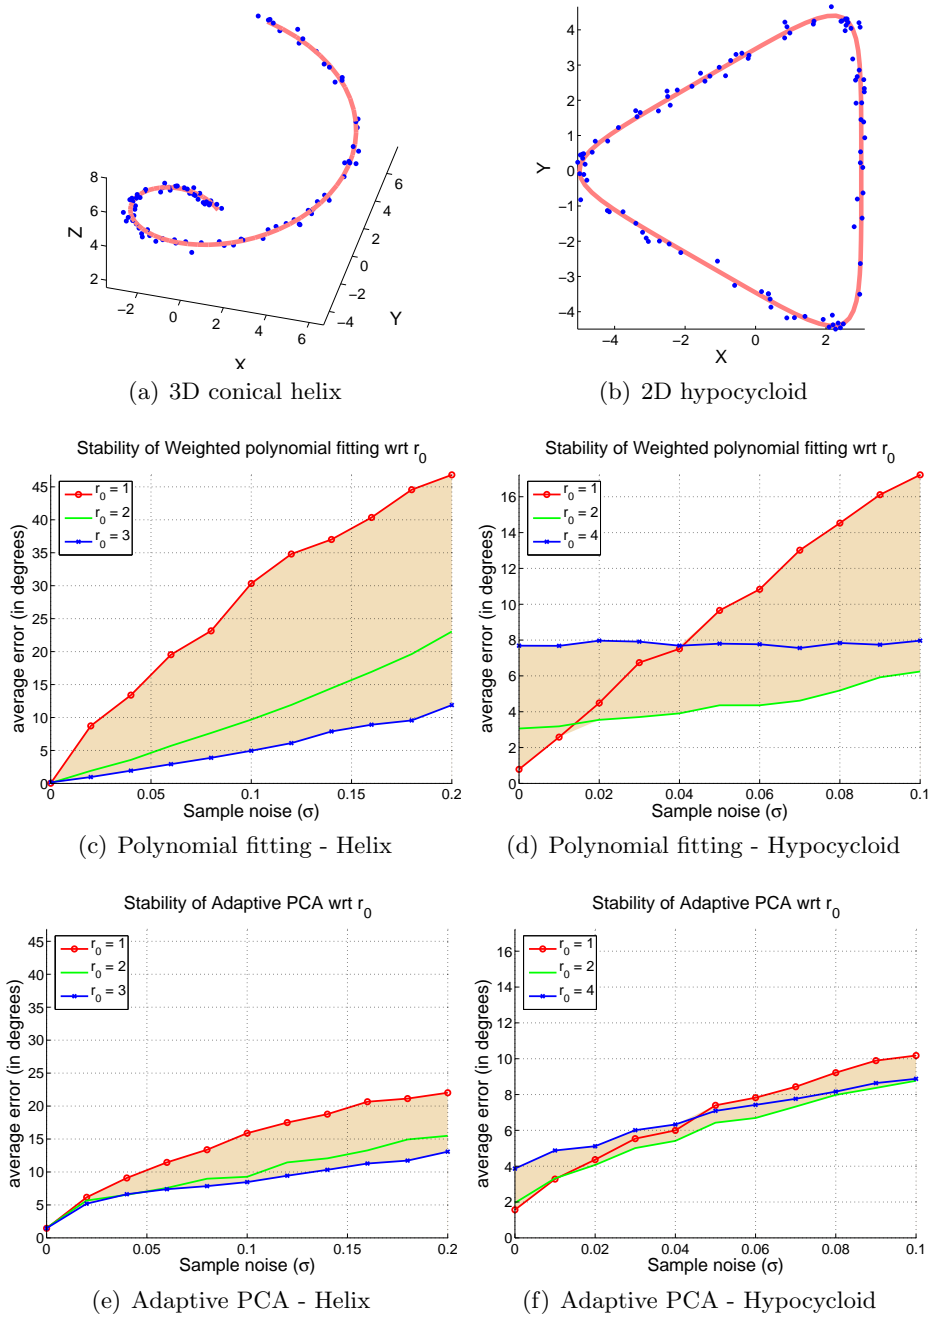 8
6
4
2
Z
−2
0
2
4
6
X
−4
−2
0
2
4
6
Y
(a) 3D conical helix
4
3
2
1
0
−1
−2
−3
−4
Y
−4
−2
0
2
X
(b) 2D hypocycloid
Stability of Weighted polynomial fitting wrt r0
45
40
35
30
25
20
15
10
5
0
average error (in degrees)
r0 = 1
r0 = 2
r0 = 3
0
0.05
0.1
0.15
0.2
Sample noise (σ)
(c) Polynomial fitting - Helix
Stability of Weighted polynomial fitting wrt r0
16
14
12
10
8
6
4
2
0
average error (in degrees)
r0 = 1
r0 = 2
r0 = 4
0
0.02
0.04
0.06
0.08
0.1
Sample noise (σ)
(d) Polynomial fitting - Hypocycloid
Stability of Adaptive PCA wrt r0
45
40
35
30
25
20
15
10
5
0
average error (in degrees)
r0 = 1
r0 = 2
r0 = 3
0
0.05
0.1
0.15
0.2
Sample noise (σ)
(e) Adaptive PCA - Helix
Stability of Adaptive PCA wrt r0
16
14
12
10
8
6
4
2
0
average error (in degrees)
r0 = 1
r0 = 2
r0 = 4
0
0.02
0.04
0.06
0.08
0.1
Sample noise (σ)
(f) Adaptive PCA - Hypocycloid